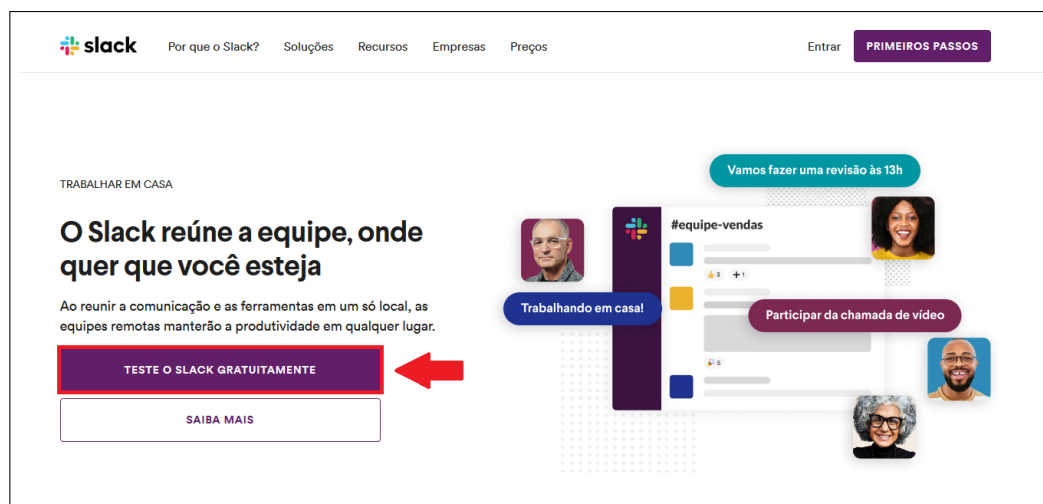 slack Por que o Slack? Soluções Recursos Empresas Preços Entrar PRIMEIROS PASSOS
TRABALHAR EM CASA
O Slack reúne a equipe, onde
quer que você esteja
Ao reunir a comunicação e as ferramentas em um só local, as
equipes remotas manterão a produtividade em qualquer lugar.
TESTE O SLACK GRATUITAMENTE
SAIBA MAIS
Vamos fazer uma revisão às 13h
#equipe-vendas
3 +1
Trabalhando em casa!
Participar da chamada de vídeo
5